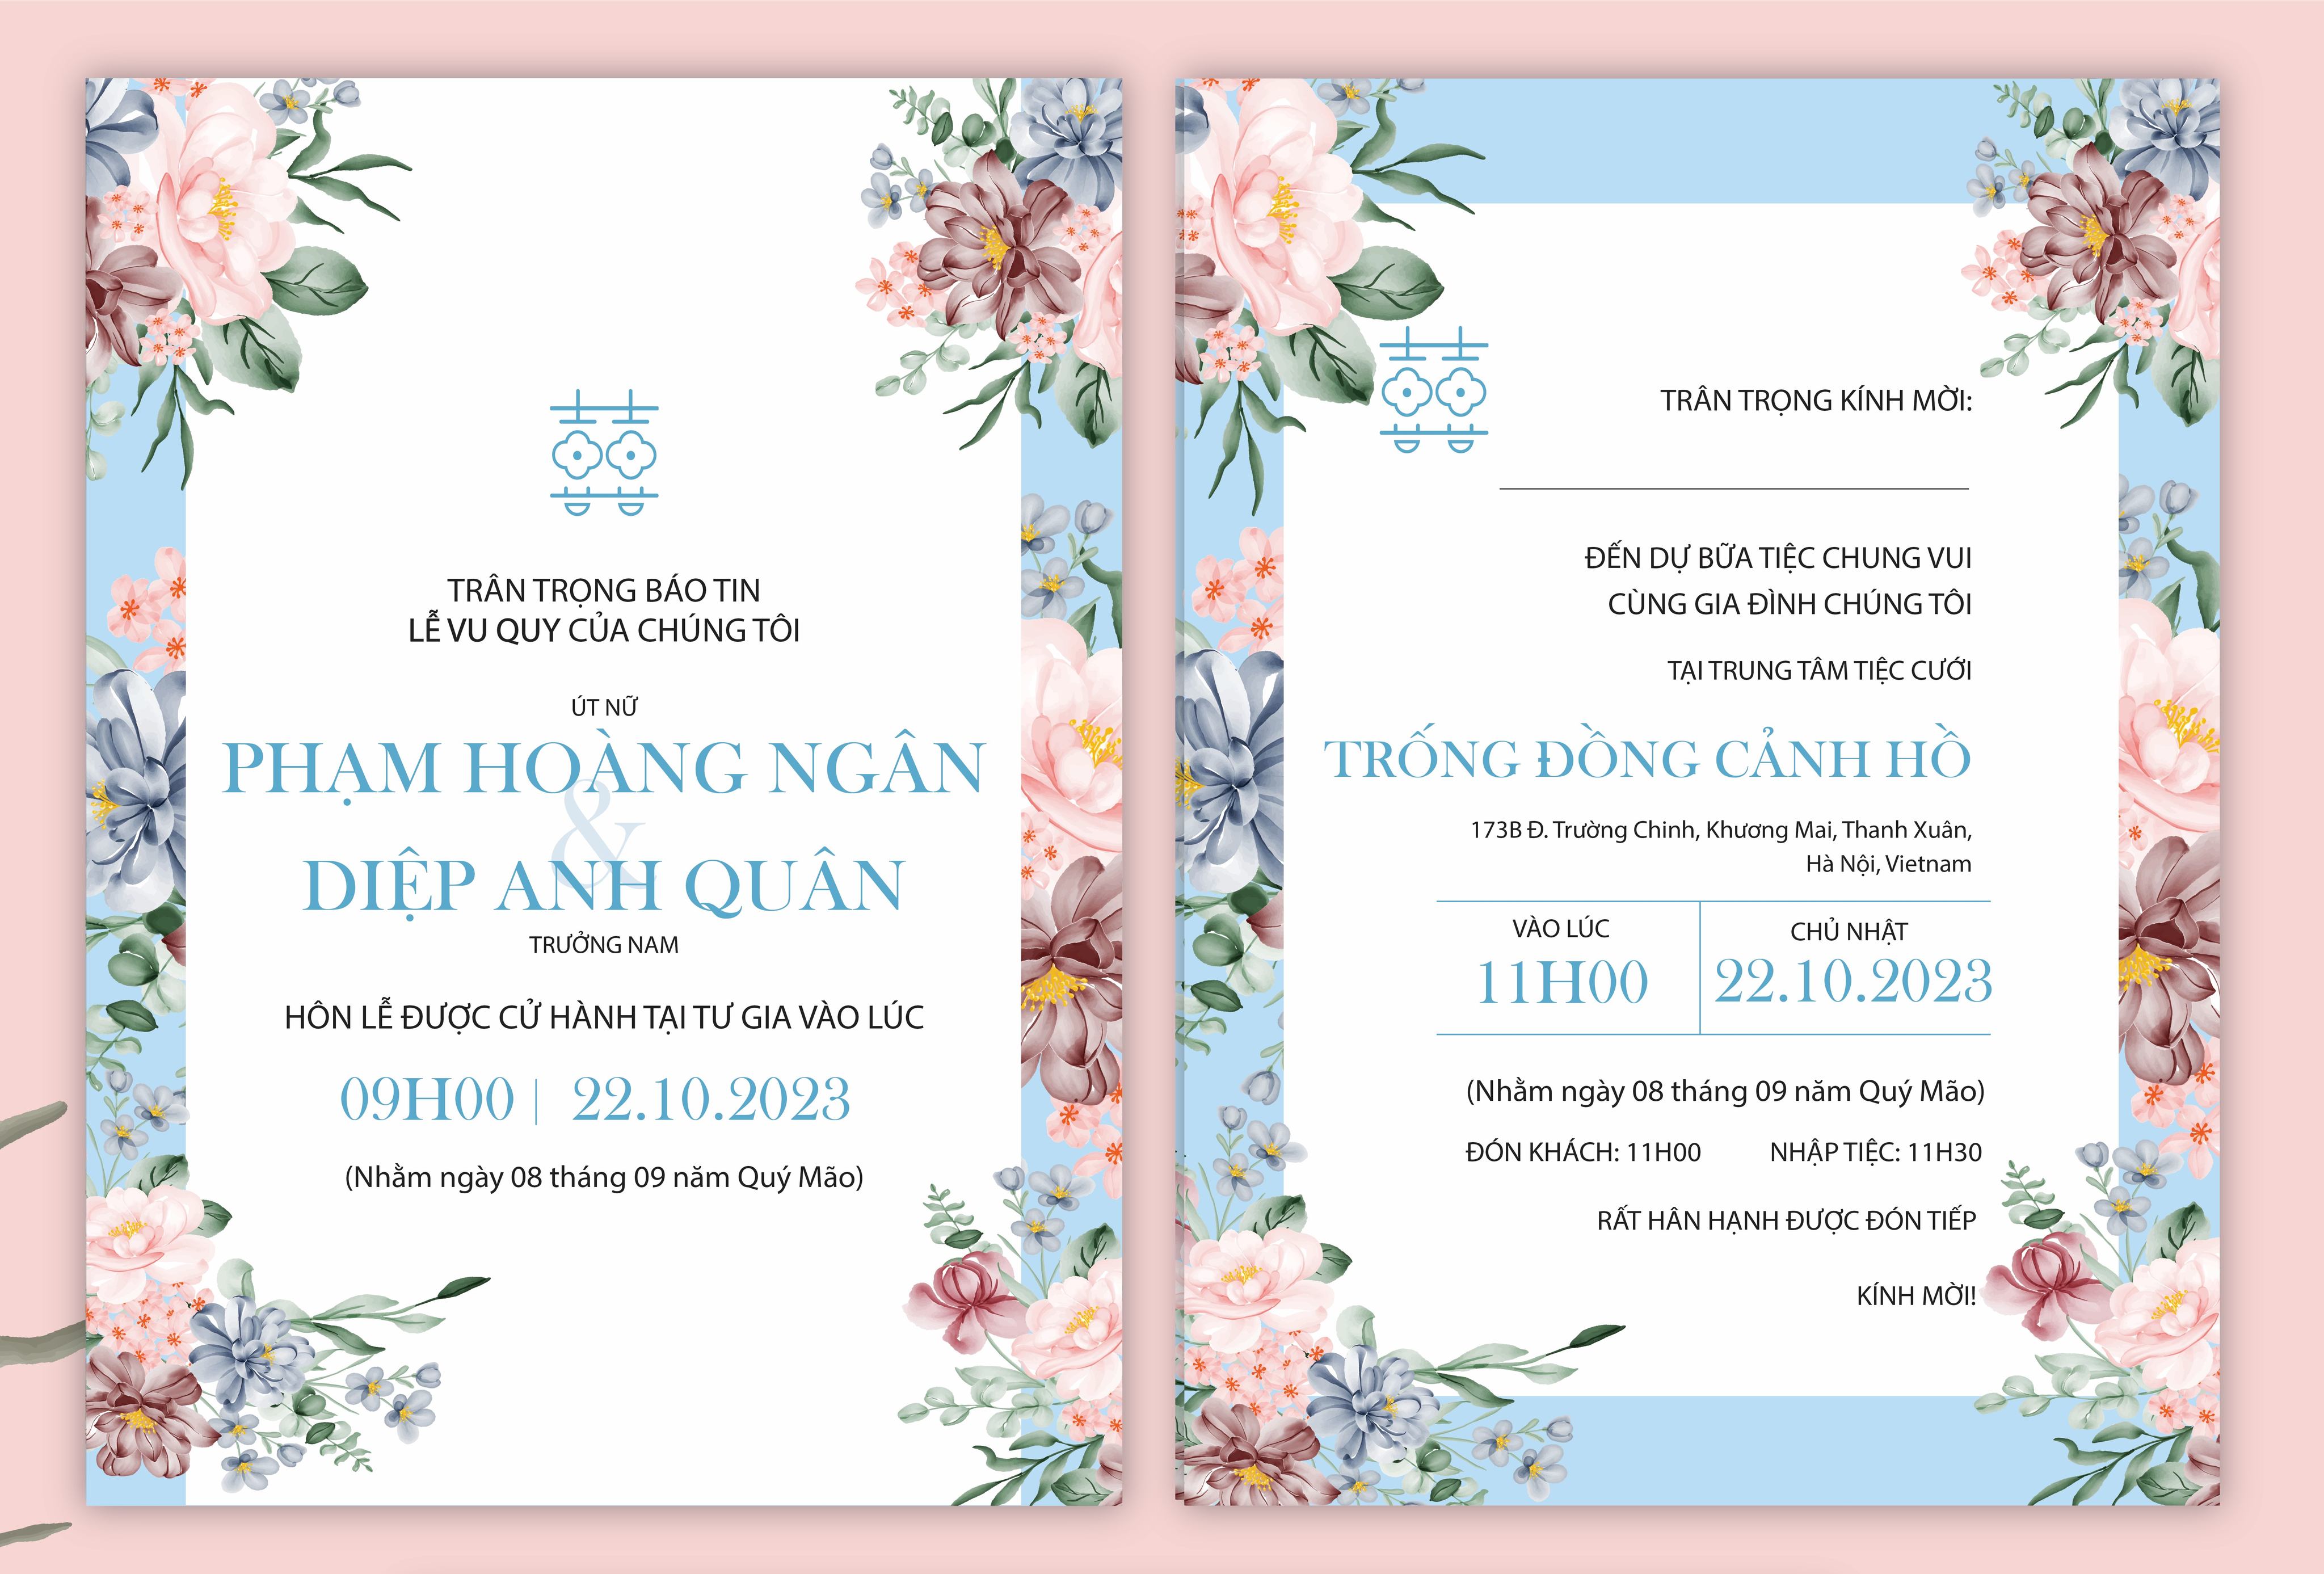 TRÂN TRỌNG BÁO TIN
LỄ VU QUY CỦA CHÚNG TÔI
ÚT NỮ
PHẠM HOÀNG NGÂN
&
DIỆP ANH QUÂN
TRƯỞNG NAM
HÔN LỄ ĐƯỢC CỬ HÀNH TẠI TƯ GIA VÀO LÚC
09H00 | 22.10.2023
(Nhằm ngày 08 tháng 09 năm Quý Mão)
TRÂN TRỌNG KÍNH MỜI:
ĐẾN DỰ BỮA TIỆC CHUNG VUI
CÙNG GIA ĐÌNH CHÚNG TÔI
TẠI TRUNG TÂM TIỆC CƯỚI
TRỐNG ĐỒNG CẢNH HỒ
173B Đ. Trường Chinh, Khương Mai, Thanh Xuân,
Hà Nội, Vietnam
VÀO LÚC
11H00
CHỦ NHẬT
22.10.2023
(Nhằm ngày 08 tháng 09 năm Quý Mão)
ĐÓN KHÁCH: 11H00 NHẬP TIỆC: 11H30
RẤT HÂN HẠNH ĐƯỢC ĐÓN TIẾP
KÍNH MỜI!